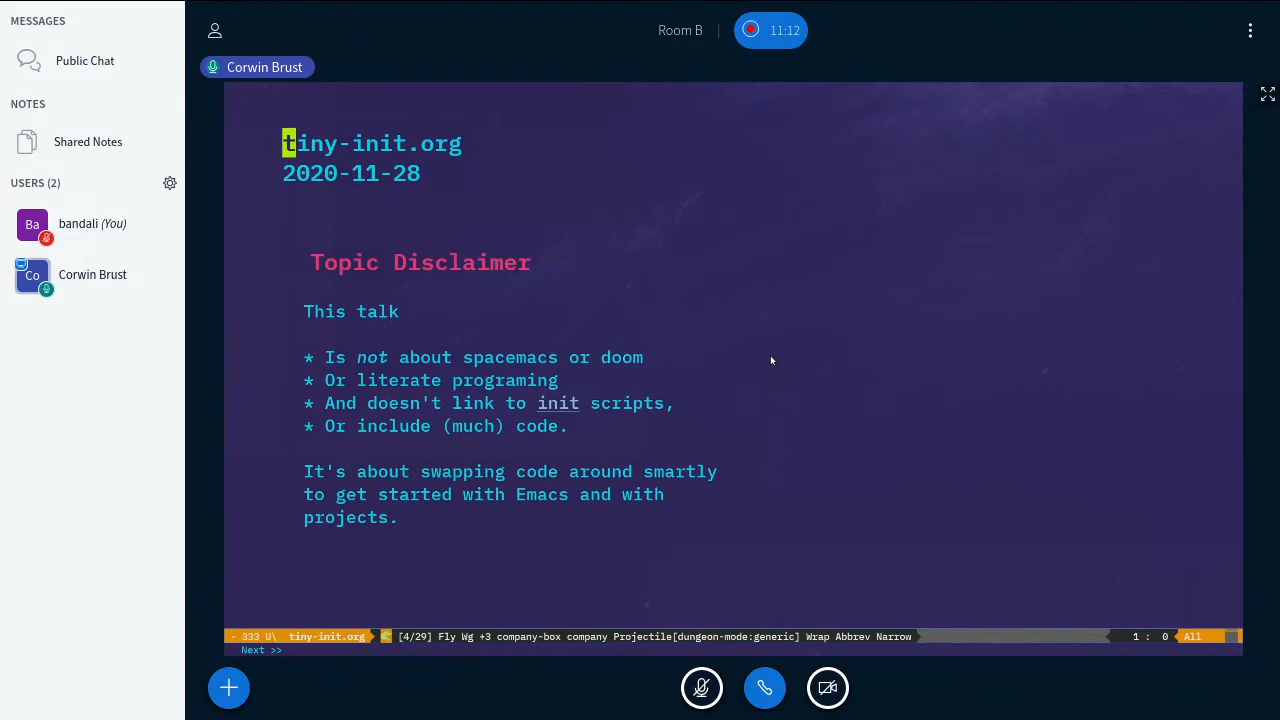 MESSAGES
Public Chat
NOTES
Shared Notes
USERS (2)
Ba
bandali (You)
Co
Corwin Brust
Room B
11:12
Corwin Brust
tiny-init.org
2020-11-28
Topic Disclaimer
This talk
* Is not about spacemacs or doom
* Or literate programing
* And doesn't link to init scripts,
* Or include (much) code.
It's about swapping code around smartly
to get started with Emacs and with
projects.
- 333 U\ tiny-init.org [4/29] Fly Wg +3 company-box company Projectile[dungeon-mode:generic] Wrap Abbrev Narrow 1 : 0 All
Next >>